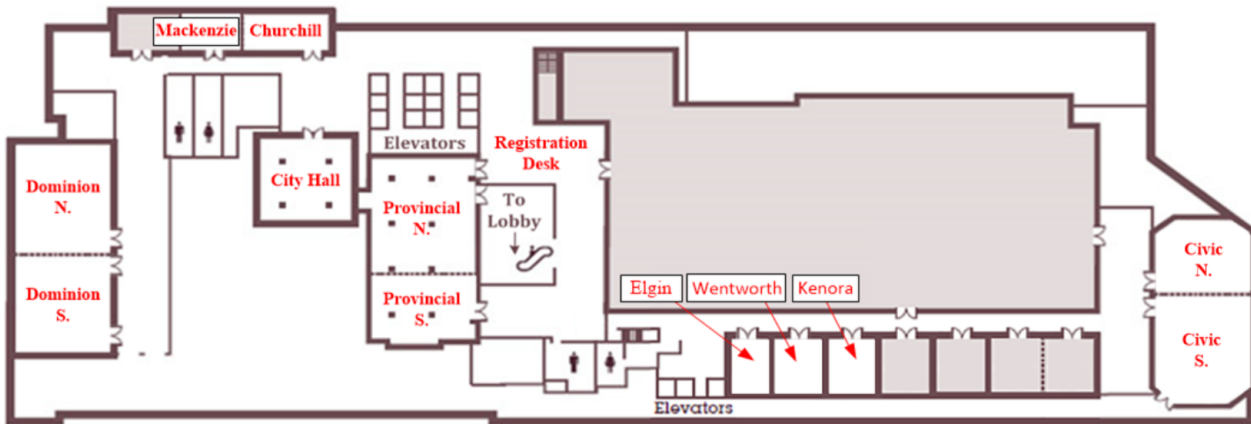 Mackenzie
Churchill
Elevators
Registration
Desk
City Hall
Dominion
N.
Provincial
N.
To
Lobby
Civic
N.
Dominion
S.
Provincial
S.
Elgin
Wentworth
Kenora
Civic
S.
Elevators